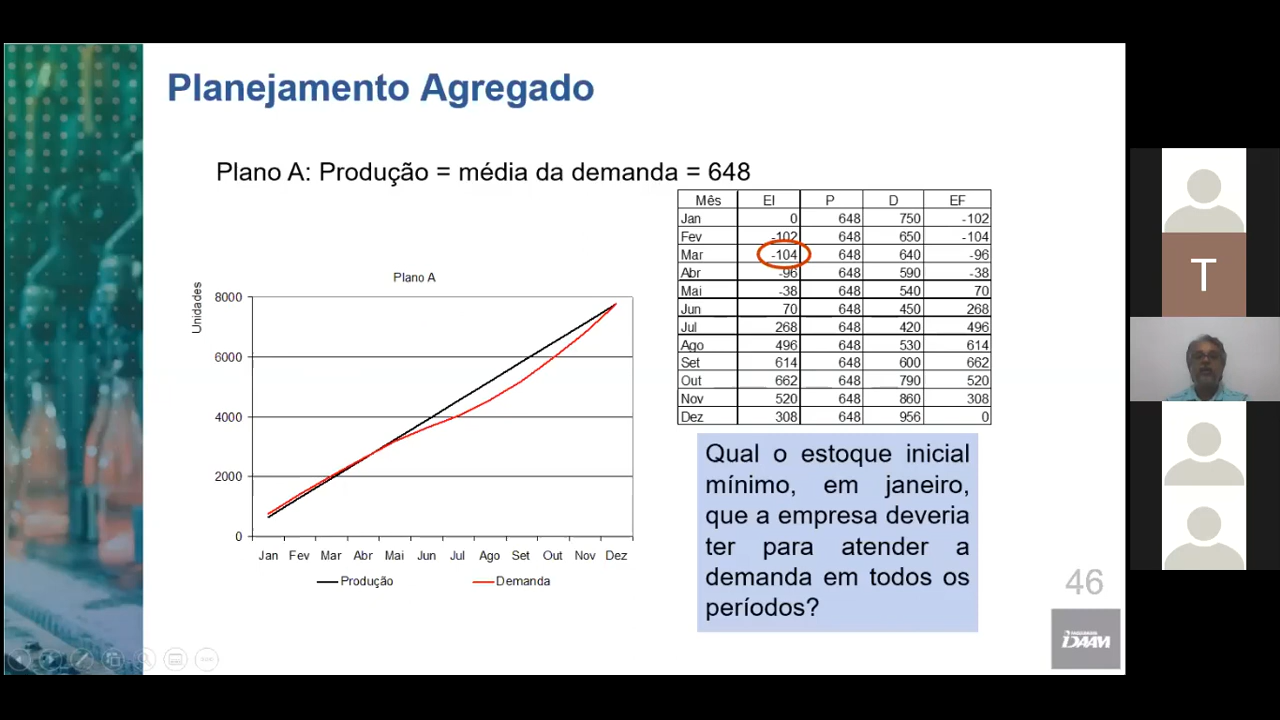 Planejamento Agregado
Plano A: Produção = média da demanda = 648
Mês EI P D EF
Jan 0 648 750 -102
Fev -102 648 650 -104
Mar -104 648 640 -96
Abr -96 648 590 -38
Mai -38 648 540 70
Jun 70 648 450 268
Jul 268 648 420 496
Ago 496 648 530 614
Set 614 648 600 662
Out 662 648 790 520
Nov 520 648 860 308
Dez 308 648 956 0
Plano A
Unidades
8000
6000
4000
2000
0
Jan Fev Mar Abr Mai Jun Jul Ago Set Out Nov Dez
Produção Demanda
Qual o estoque inicial
mínimo, em janeiro,
que a empresa deveria
ter para atender a
demanda em todos os
períodos?
46
T